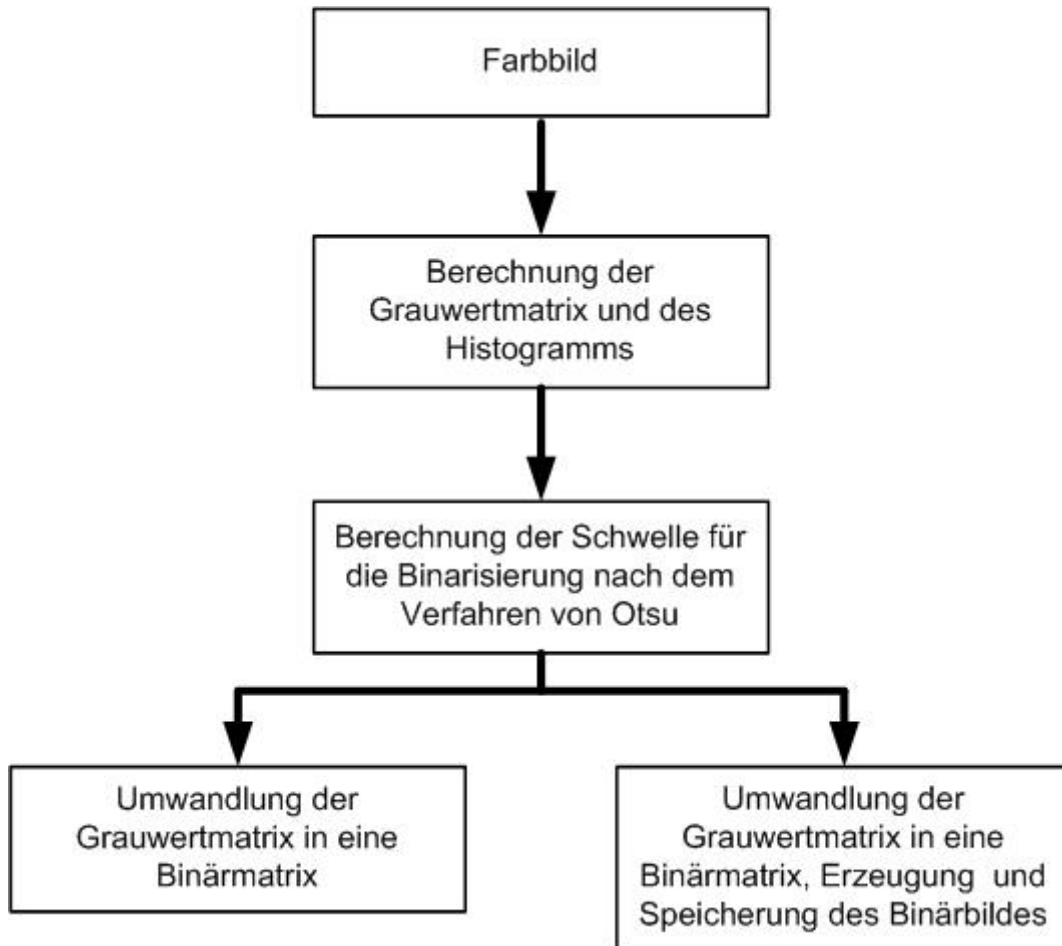 Farbbild
Berechnung der
Grauwertmatrix und des
Histogramms
Berechnung der Schwelle für
die Binarisierung nach dem
Verfahren von Otsu
Umwandlung der
Grauwertmatrix in eine
Binärmatrix
Umwandlung der
Grauwertmatrix in eine
Binärmatrix, Erzeugung und
Speicherung des Binärbildes